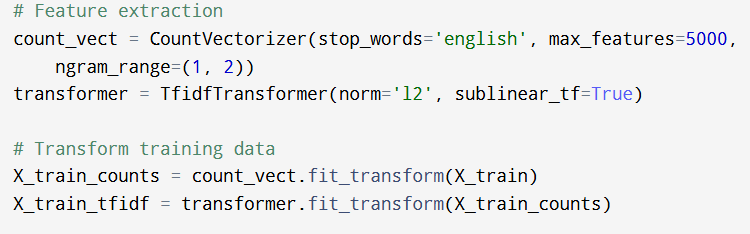 # Feature extraction
count_vect = CountVectorizer(stop_words='english', max_features=5000,
    ngram_range=(1, 2))
transformer = TfidfTransformer(norm='l2', sublinear_tf=True)

# Transform training data
X_train_counts = count_vect.fit_transform(X_train)
X_train_tfidf = transformer.fit_transform(X_train_counts)